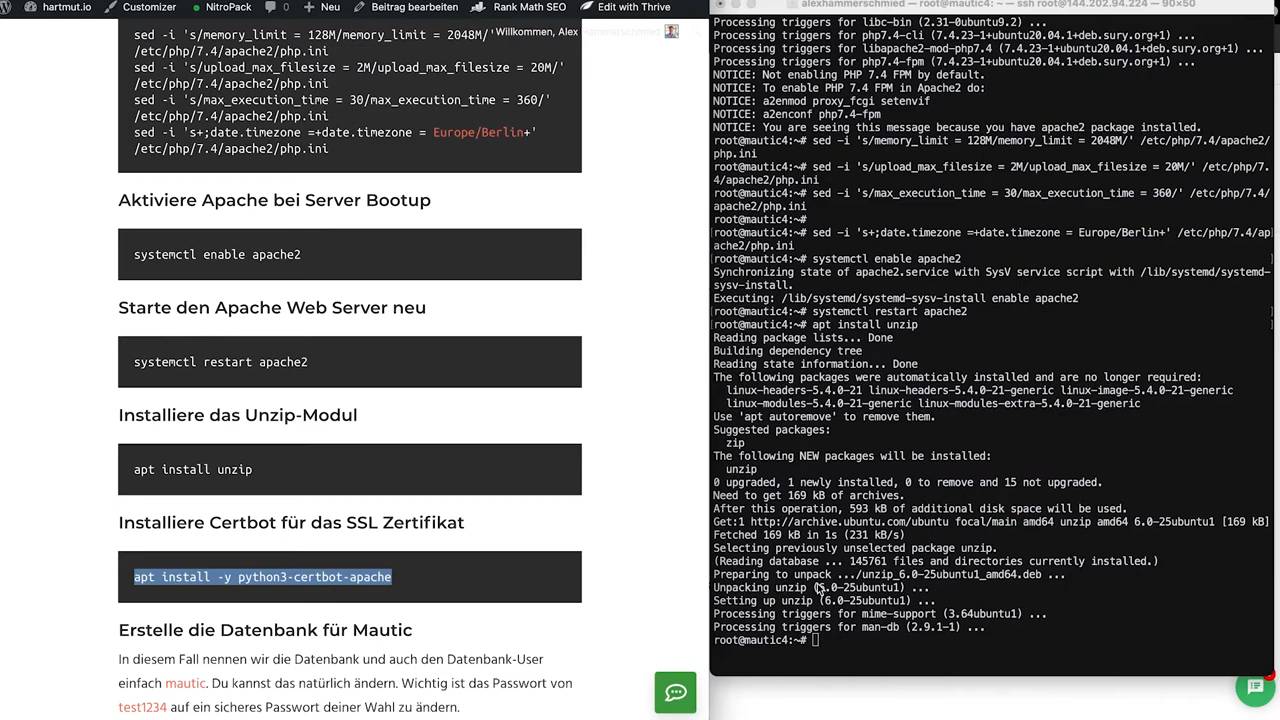 hartmut.io
Customizer
NitroPack
0
New
Beitrag bearbeiten
Rank Math SEO
Edit with Thrive
Willkommen, Alex Hammerschmied
sed -i 's/memory_limit = 128M/memory_limit = 2048M/'
/etc/php/7.4/apache2/php.ini
sed -i 's/upload_max_filesize = 2M/upload_max_filesize = 20M/'
/etc/php/7.4/apache2/php.ini
sed -i 's/max_execution_time = 30/max_execution_time = 360/'
/etc/php/7.4/apache2/php.ini
sed -i 's+;date.timezone =+date.timezone = Europe/Berlin+'
/etc/php/7.4/apache2/php.ini
Aktiviere Apache bei Server Bootup
systemctl enable apache2
Starte den Apache Web Server neu
systemctl restart apache2
Installiere das Unzip-Modul
apt install unzip
Installiere Certbot für das SSL Zertifikat
apt install -y python3-certbot-apache
Erstelle die Datenbank für Mautic
In diesem Fall nennen wir die Datenbank und auch den Datenbank-User
einfach mautic. Du kannst das natürlich ändern. Wichtig ist das Passwort von
test1234 auf ein sicheres Passwort deiner Wahl zu ändern.
alexhammerschmied — root@mautic4: ~ — ssh root@144.202.94.224 — 90×50
Processing triggers for libc-bin (2.31-0ubuntu9.2) ...
Processing triggers for php7.4-cli (7.4.23-1+ubuntu20.04.1+deb.sury.org+1) ...
Processing triggers for libapache2-mod-php7.4 (7.4.23-1+ubuntu20.04.1+deb.sury.org+1) ...
Processing triggers for php7.4-fpm (7.4.23-1+ubuntu20.04.1+deb.sury.org+1) ...
NOTICE: Not enabling PHP 7.4 FPM by default.
NOTICE: To enable PHP 7.4 FPM in Apache2 do:
NOTICE: a2enmod proxy_fcgi setenvif
NOTICE: a2enconf php7.4-fpm
NOTICE: You are seeing this message because you have apache2 package installed.
root@mautic4:~# sed -i 's/memory_limit = 128M/memory_limit = 2048M/' /etc/php/7.4/apache2/
php.ini
root@mautic4:~# sed -i 's/upload_max_filesize = 2M/upload_max_filesize = 20M/' /etc/php/7.
4/apache2/php.ini
root@mautic4:~# sed -i 's/max_execution_time = 30/max_execution_time = 360/' /etc/php/7.4/
apache2/php.ini
root@mautic4:~#
root@mautic4:~# sed -i 's+;date.timezone =+date.timezone = Europe/Berlin+' /etc/php/7.4/ap
ache2/php.ini
root@mautic4:~# systemctl enable apache2
Synchronizing state of apache2.service with SysV service script with /lib/systemd/systemd-
sysv-install.
Executing: /lib/systemd/systemd-sysv-install enable apache2
root@mautic4:~# systemctl restart apache2
root@mautic4:~# apt install unzip
Reading package lists... Done
Building dependency tree
Reading state information... Done
The following packages were automatically installed and are no longer required:
linux-headers-5.4.0-21 linux-headers-5.4.0-21-generic linux-image-5.4.0-21-generic
linux-modules-5.4.0-21-generic linux-modules-extra-5.4.0-21-generic
Use 'apt autoremove' to remove them.
Suggested packages:
zip
The following NEW packages will be installed:
unzip
0 upgraded, 1 newly installed, 0 to remove and 15 not upgraded.
Need to get 169 kB of archives.
After this operation, 593 kB of additional disk space will be used.
Get:1 http://archive.ubuntu.com/ubuntu focal/main amd64 unzip amd64 6.0-25ubuntu1 [169 kB]
Fetched 169 kB in 1s (231 kB/s)
Selecting previously unselected package unzip.
(Reading database ... 145761 files and directories currently installed.)
Preparing to unpack .../unzip_6.0-25ubuntu1_amd64.deb ...
Unpacking unzip (6.0-25ubuntu1) ...
Setting up unzip (6.0-25ubuntu1) ...
Processing triggers for mime-support (3.64ubuntu1) ...
Processing triggers for man-db (2.9.1-1) ...
root@mautic4:~#